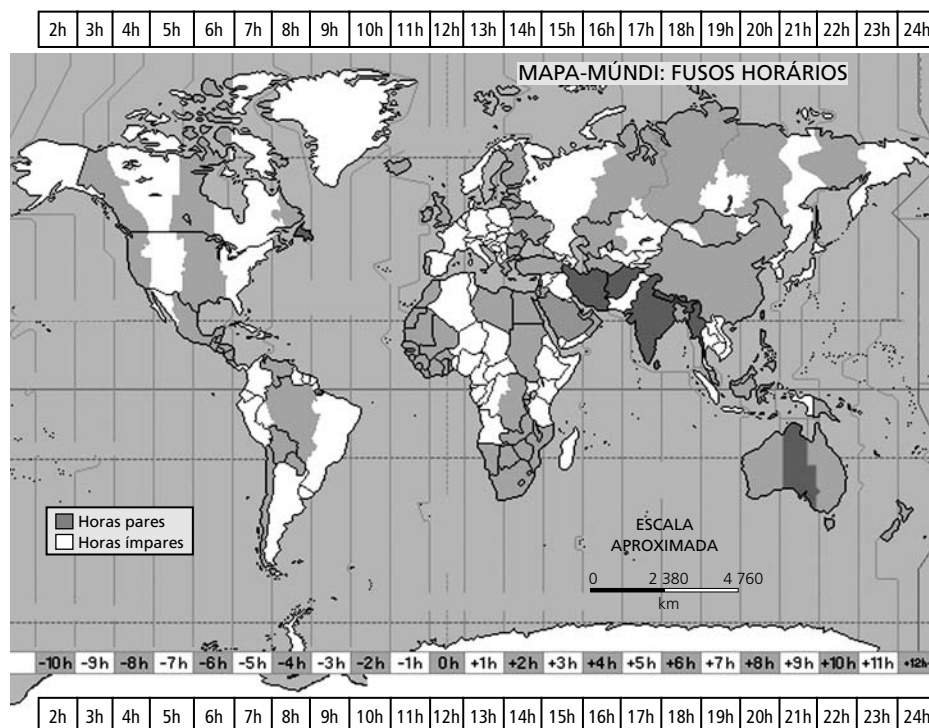 2h 3h 4h 5h 6h 7h 8h 9h 10h 11h 12h 13h 14h 15h 16h 17h 18h 19h 20h 21h 22h 23h 24h
MAPA-MÚNDI: FUSOS HORÁRIOS
Horas pares
Horas ímpares
ESCALA
APROXIMADA
0 2 380 4 760
km
-10h -9h -8h -7h -6h -5h -4h -3h -2h -1h 0h +1h +2h +3h +4h +5h +6h +7h +8h +9h +10h +11h +12h
2h 3h 4h 5h 6h 7h 8h 9h 10h 11h 12h 13h 14h 15h 16h 17h 18h 19h 20h 21h 22h 23h 24h